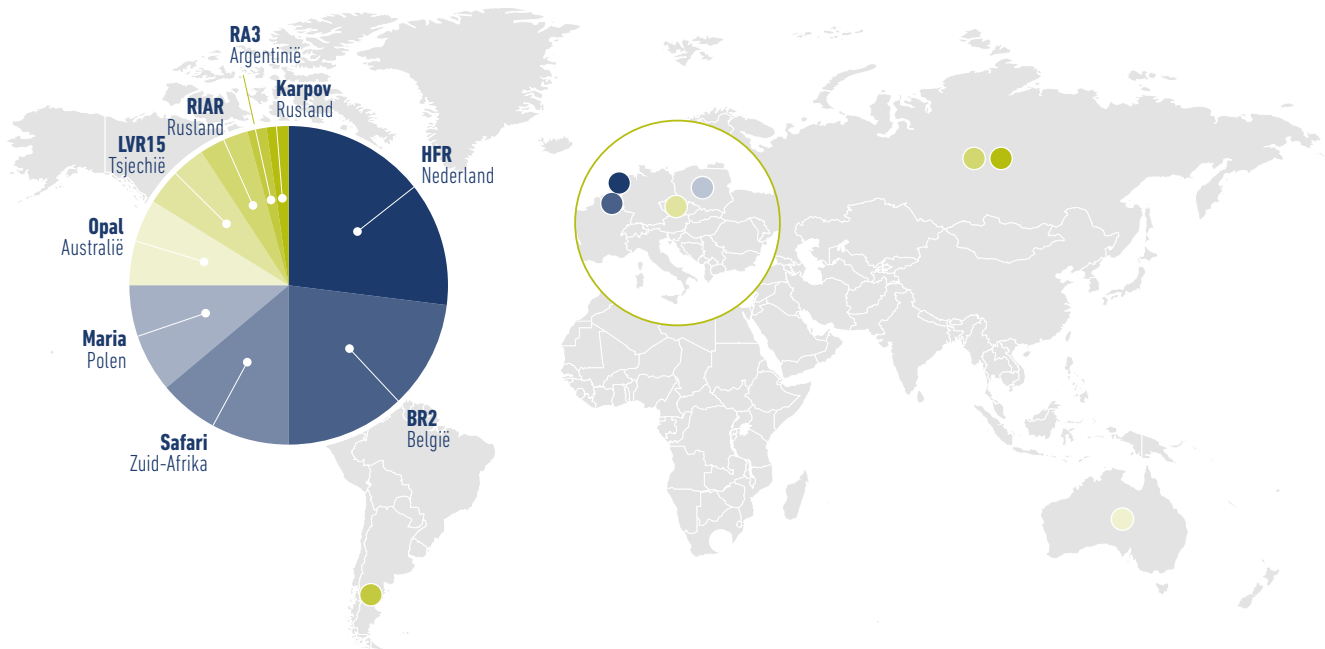 RA3
Argentinië
Karpov
Rusland
RIAR
Rusland
LVR15
Tsjechië
HFR
Nederland
Opal
Australië
Maria
Polen
BR2
België
Safari
Zuid-Afrika